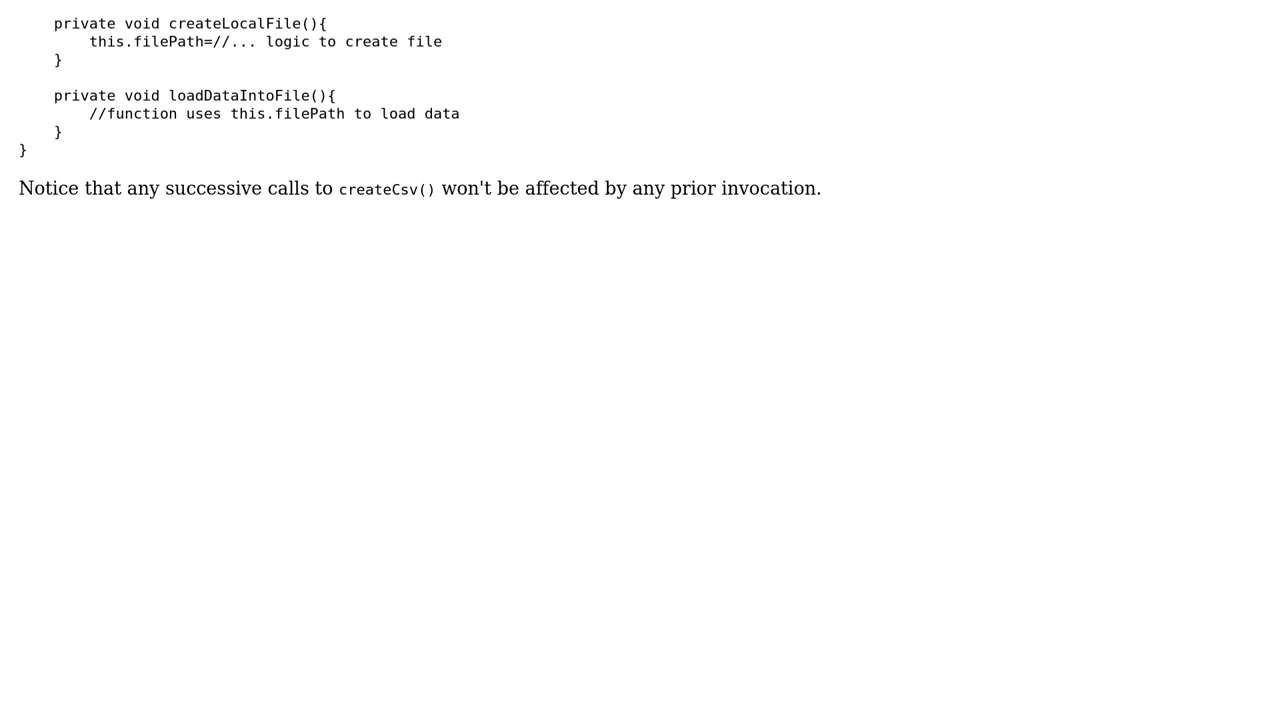 private void createLocalFile(){
        this.filePath=//... logic to create file
    }

    private void loadDataIntoFile(){
        //function uses this.filePath to load data
    }
}
Notice that any successive calls to createCsv() won't be affected by any prior invocation.